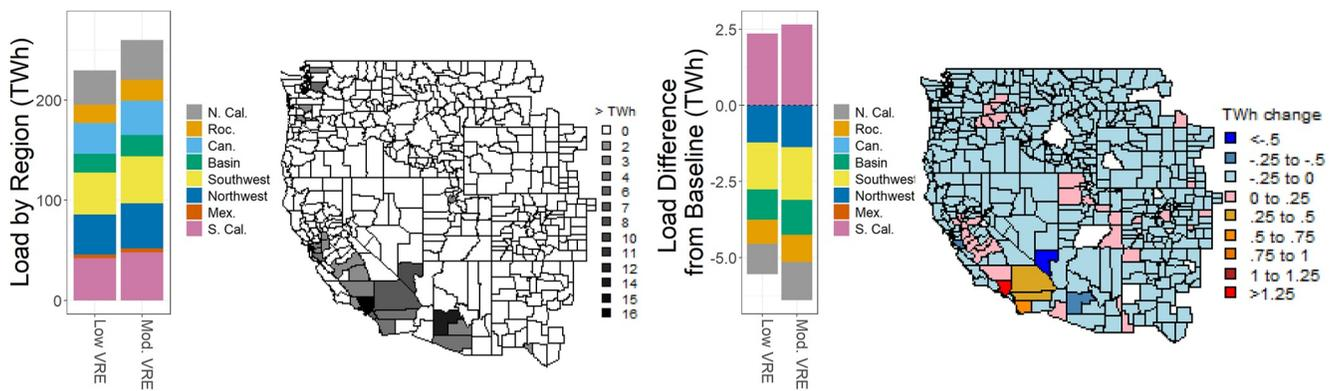 Load by Region (TWh)
200
100
0
Low VRE
Mod. VRE
N. Cal.
Roc.
Can.
Basin
Southwest
Northwest
Mex.
S. Cal.
> TWh
0
2
3
4
6
7
8
10
11
12
14
15
16
Load Difference
from Baseline (TWh)
2.5
0.0
-2.5
-5.0
Low VRE
Mod. VRE
N. Cal.
Roc.
Can.
Basin
Southwest
Northwest
Mex.
S. Cal.
TWh change
<-.5
-.25 to -.5
-.25 to 0
0 to .25
.25 to .5
.5 to .75
.75 to 1
1 to 1.25
>1.25